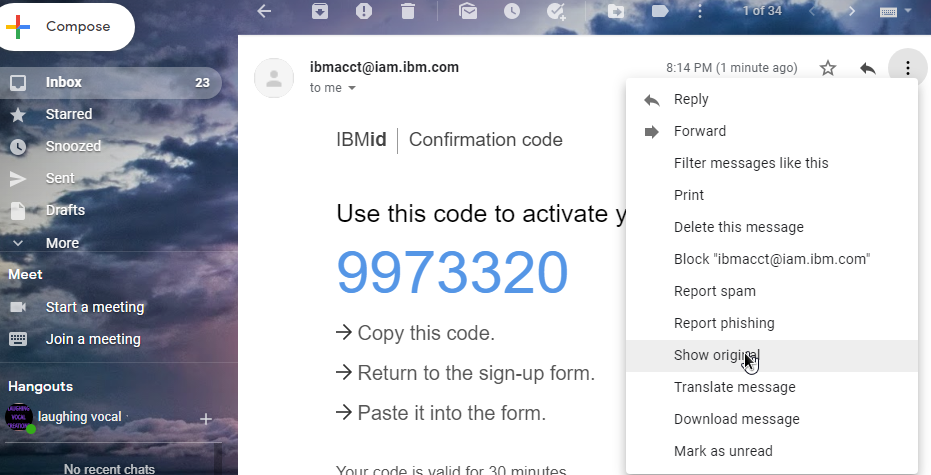 Compose
1 of 34
Inbox 23
Starred
Snoozed
Sent
Drafts
More
Meet
Start a meeting
Join a meeting
Hangouts
laughing vocal
No recent chats
ibmacct@iam.ibm.com
8:14 PM (1 minute ago)
to me
IBMid Confirmation code
Use this code to activate y
9973320
→ Copy this code.
→ Return to the sign-up form.
→ Paste it into the form.
Your code is valid for 30 minutes
Reply
Forward
Filter messages like this
Print
Delete this message
Block "ibmacct@iam.ibm.com"
Report spam
Report phishing
Show original
Translate message
Download message
Mark as unread